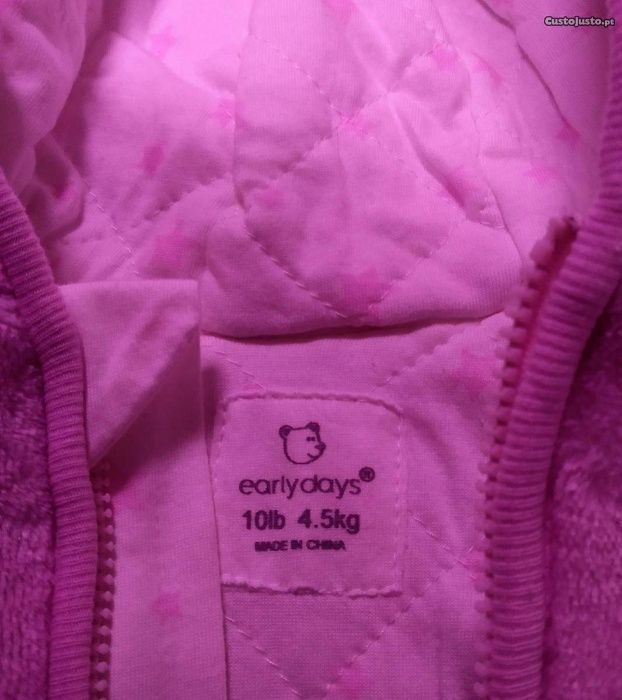 CustoJusto.pt
earlydays®
10lb 4.5kg
MADE IN CHINA